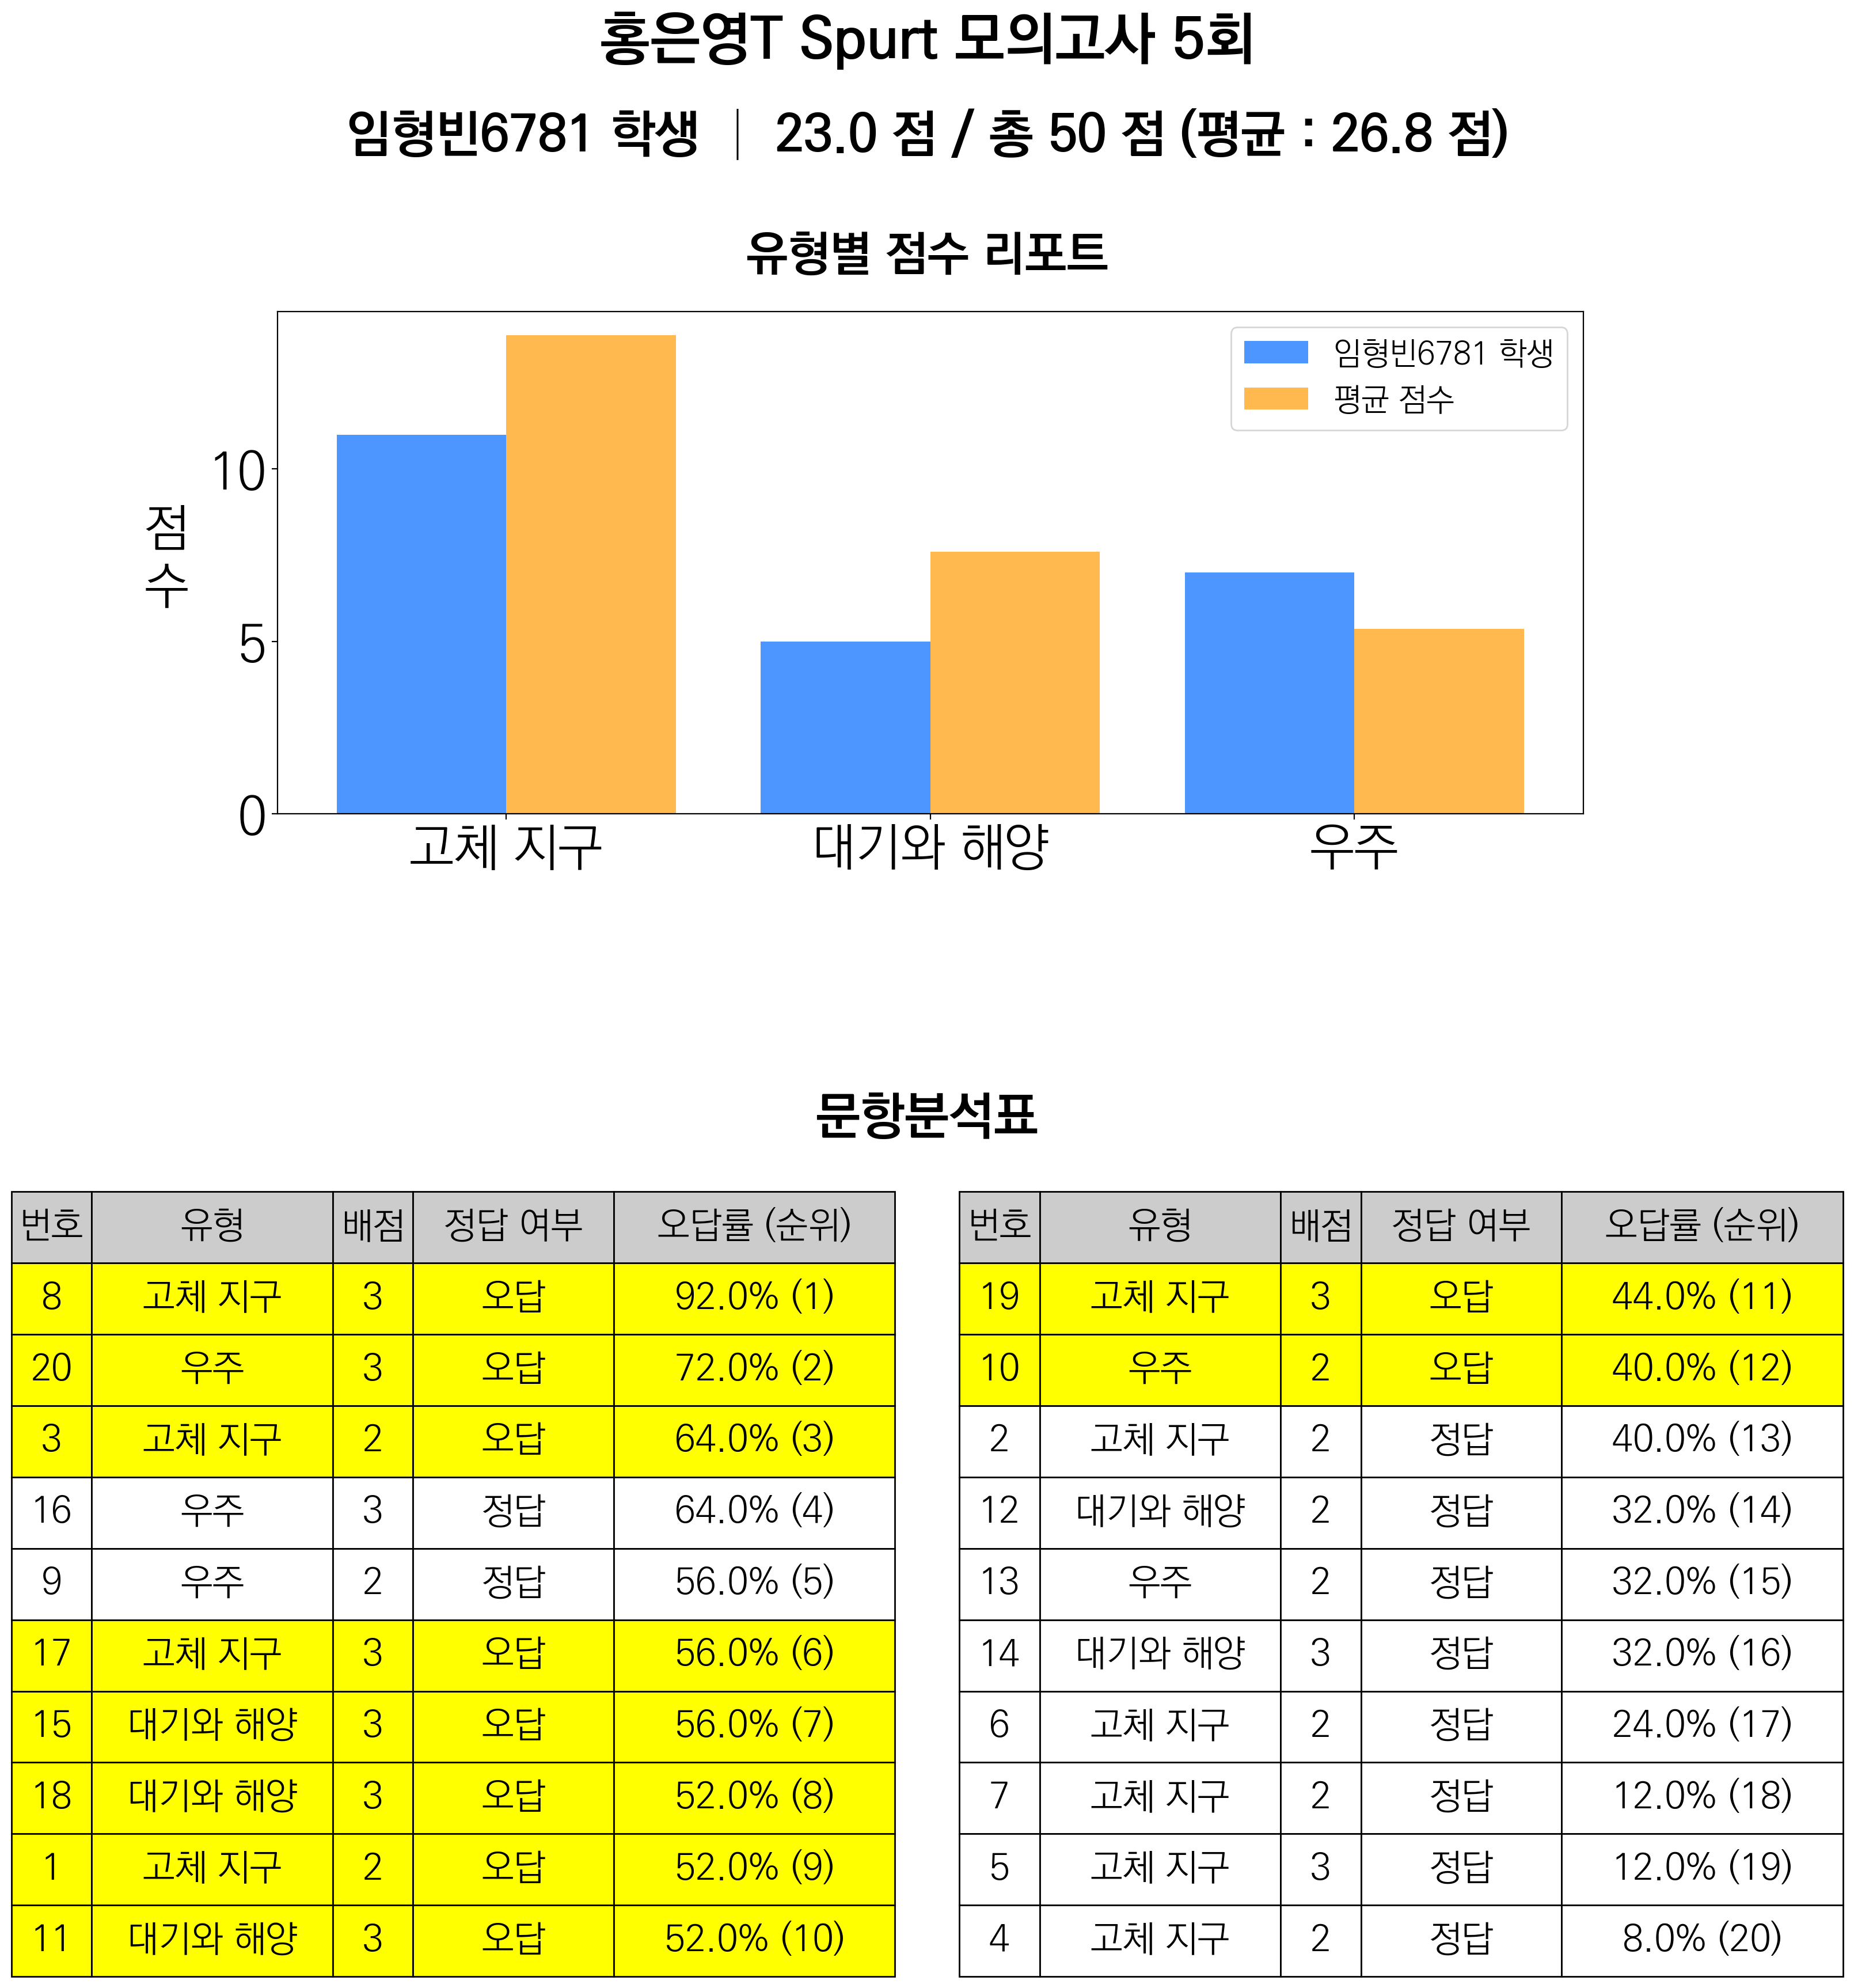 홍은영T Spurt 모의고사 5회
임형빈6781 학생 | 23.0 점 / 총 50 점 (평균 : 26.8 점)
유형별 점수 리포트
임형빈6781 학생
평균 점수
점수
10
5
0
고체 지구 대기와 해양 우주
문항분석표
번호 유형 배점 정답 여부 오답률 (순위)
8 고체 지구 3 오답 92.0% (1)
20 우주 3 오답 72.0% (2)
3 고체 지구 2 오답 64.0% (3)
16 우주 3 정답 64.0% (4)
9 우주 2 정답 56.0% (5)
17 고체 지구 3 오답 56.0% (6)
15 대기와 해양 3 오답 56.0% (7)
18 대기와 해양 3 오답 52.0% (8)
1 고체 지구 2 오답 52.0% (9)
11 대기와 해양 3 오답 52.0% (10)
번호 유형 배점 정답 여부 오답률 (순위)
19 고체 지구 3 오답 44.0% (11)
10 우주 2 오답 40.0% (12)
2 고체 지구 2 정답 40.0% (13)
12 대기와 해양 2 정답 32.0% (14)
13 우주 2 정답 32.0% (15)
14 대기와 해양 3 정답 32.0% (16)
6 고체 지구 2 정답 24.0% (17)
7 고체 지구 2 정답 12.0% (18)
5 고체 지구 3 정답 12.0% (19)
4 고체 지구 2 정답 8.0% (20)